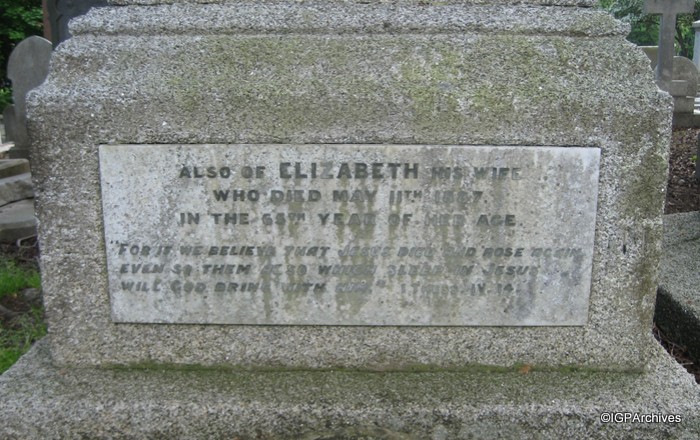 ALSO OF ELIZABETH HIS WIFE
WHO DIED MAY 11TH
IN THE YEAR OF HER AGE.
"FOR IF WE BELIEVE THAT JESUS DIED AND ROSE AGAIN
EVEN SO THEM ALSO WHICH SLEEP IN JESUS
WILL GOD BRING WITH HIM." I THESS. IV. 14.
©IGPArchives